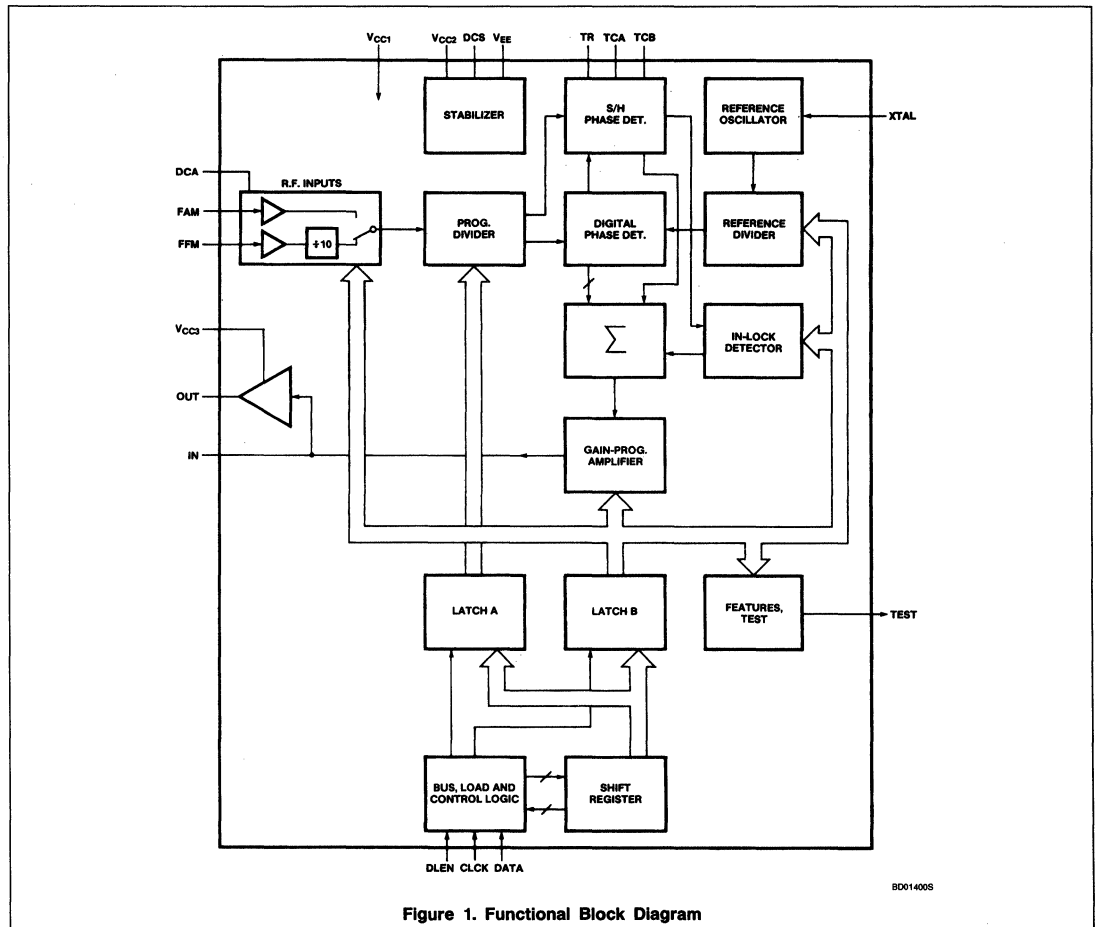 VCC1 VCC2 DCS VEE TR TCA TCB
STABILIZER
S/H
PHASE DET.
REFERENCE
OSCILLATOR
XTAL
DCA
R.F. INPUTS
FAM
FFM
÷10
PROG.
DIVIDER
DIGITAL
PHASE DET.
REFERENCE
DIVIDER
VCC3
Σ
IN-LOCK
DETECTOR
OUT
IN
GAIN-PROG.
AMPLIFIER
LATCH A
LATCH B
FEATURES,
TEST
TEST
BUS, LOAD AND
CONTROL LOGIC
SHIFT
REGISTER
DLEN CLCK DATA
BD01400S
Figure 1. Functional Block Diagram